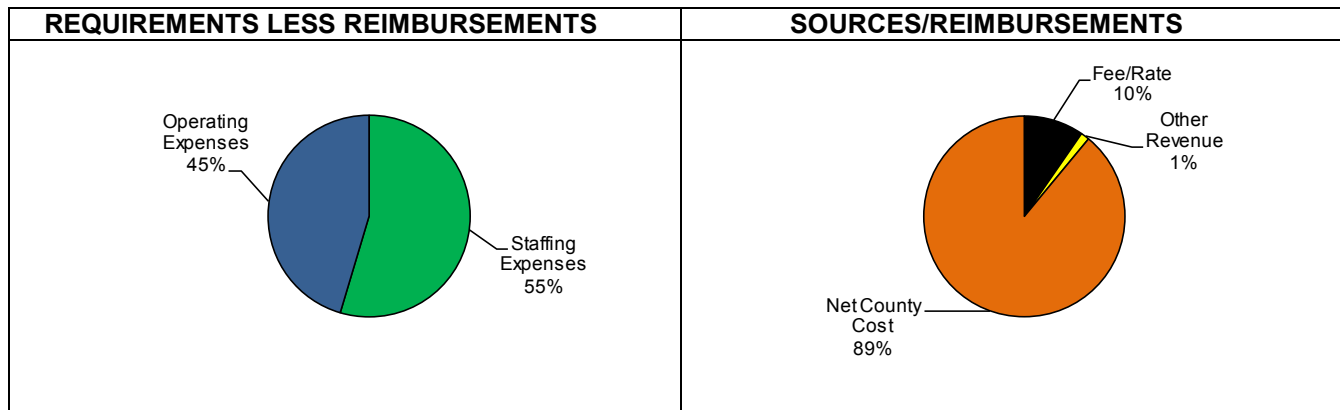 REQUIREMENTS LESS REIMBURSEMENTS
Operating
Expenses
45%
Staffing
Expenses
55%
SOURCES/REIMBURSEMENTS
Fee/Rate
10%
Other
Revenue
1%
Net County
Cost
89%